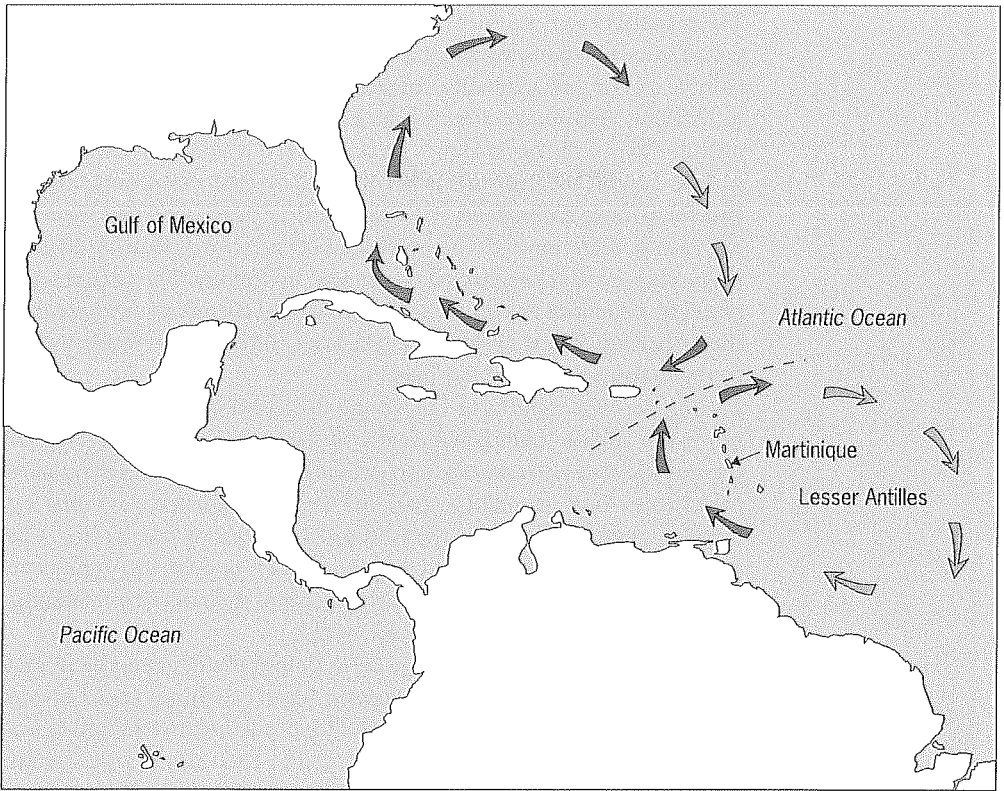 Gulf of Mexico
Atlantic Ocean
Martinique
Lesser Antilles
Pacific Ocean